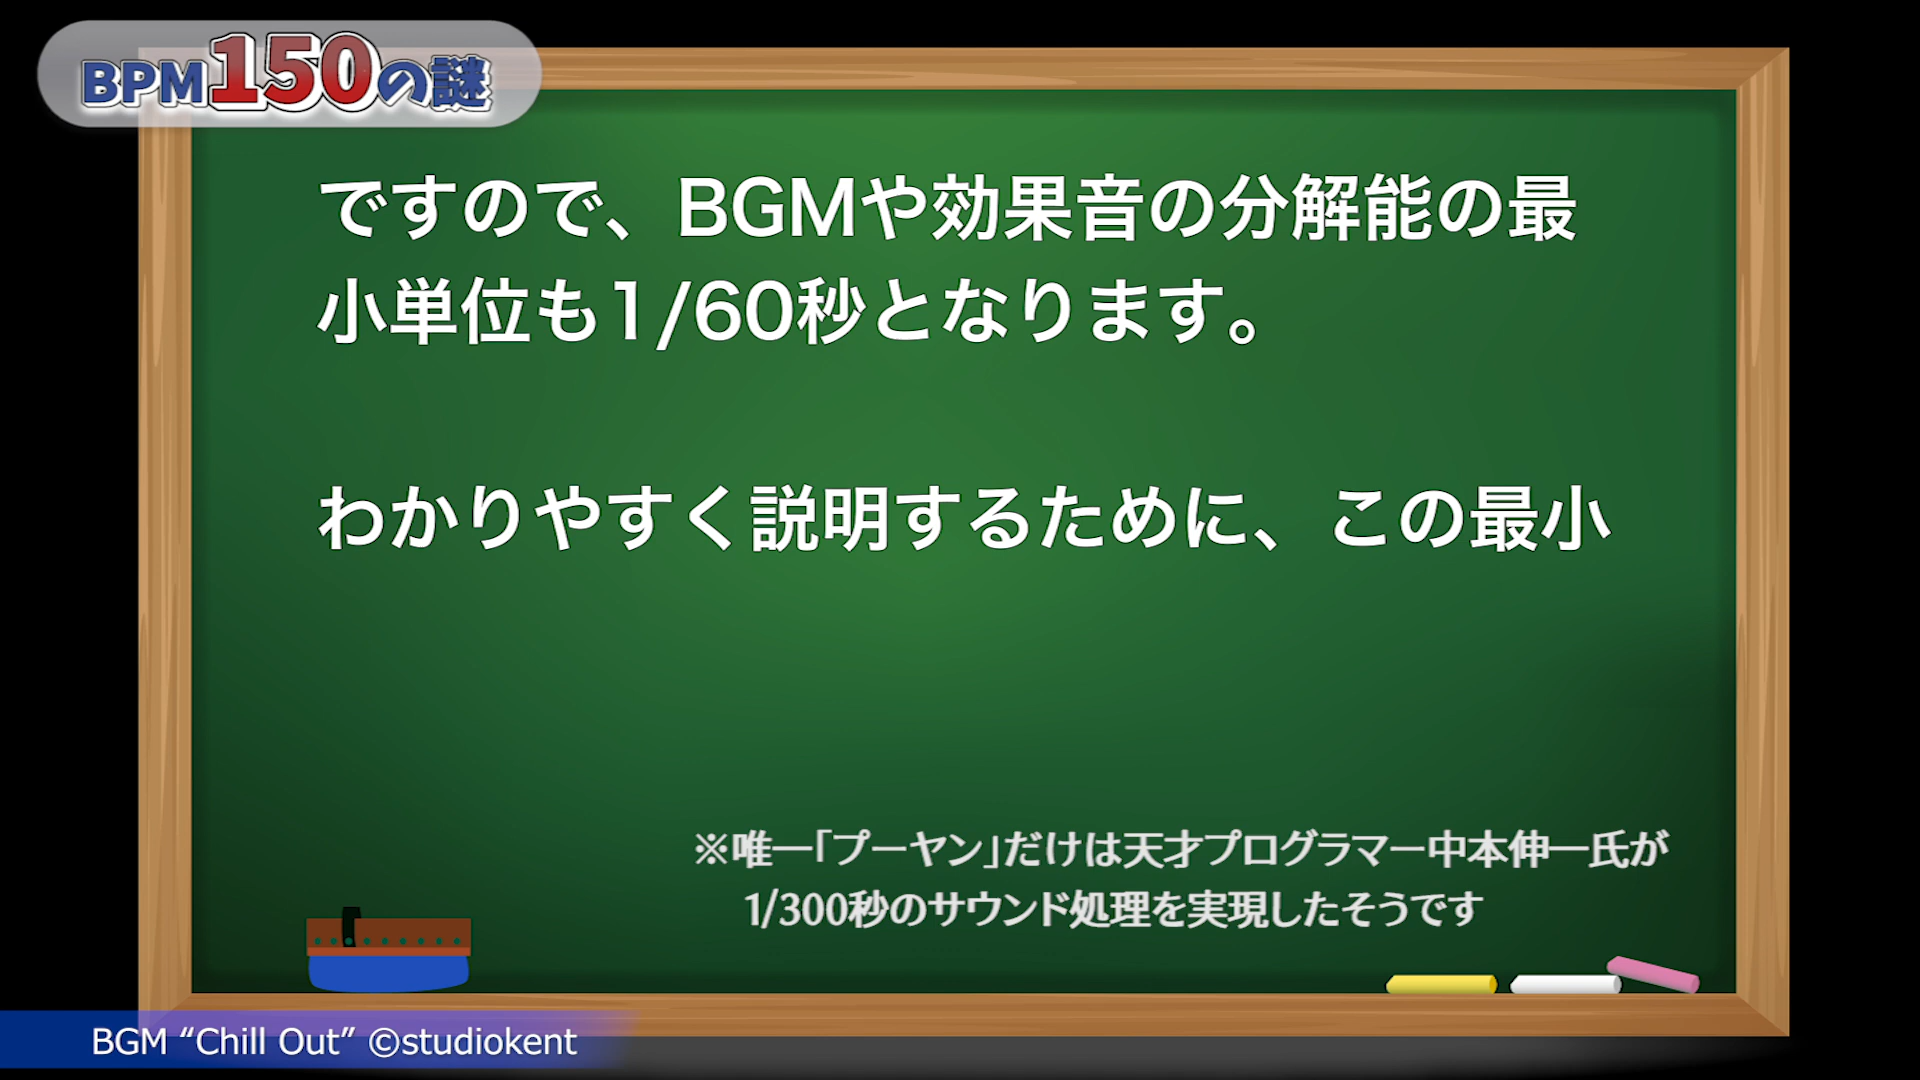 BPM150の謎
ですので、BGMや効果音の分解能の最
小単位も1/60秒となります。
わかりやすく説明するために、この最小
※唯一「プーヤン」だけは天才プログラマー中本伸一氏が
1/300秒のサウンド処理を実現したそうです
BGM “Chill Out” ©studiokent